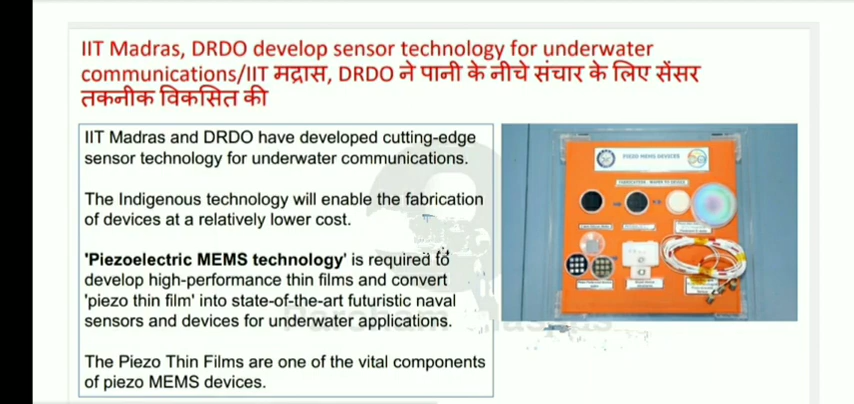 IIT Madras, DRDO develop sensor technology for underwater
communications/IIT मद्रास, DRDO ने पानी के नीचे संचार के लिए सेंसर
तकनीक विकसित की
IIT Madras and DRDO have developed cutting-edge
sensor technology for underwater communications.
The Indigenous technology will enable the fabrication
of devices at a relatively lower cost.
'Piezoelectric MEMS technology' is required to
develop high-performance thin films and convert
'piezo thin film' into state-of-the-art futuristic naval
sensors and devices for underwater applications.
The Piezo Thin Films are one of the vital components
of piezo MEMS devices.
PIEZO MEMS DEVICES